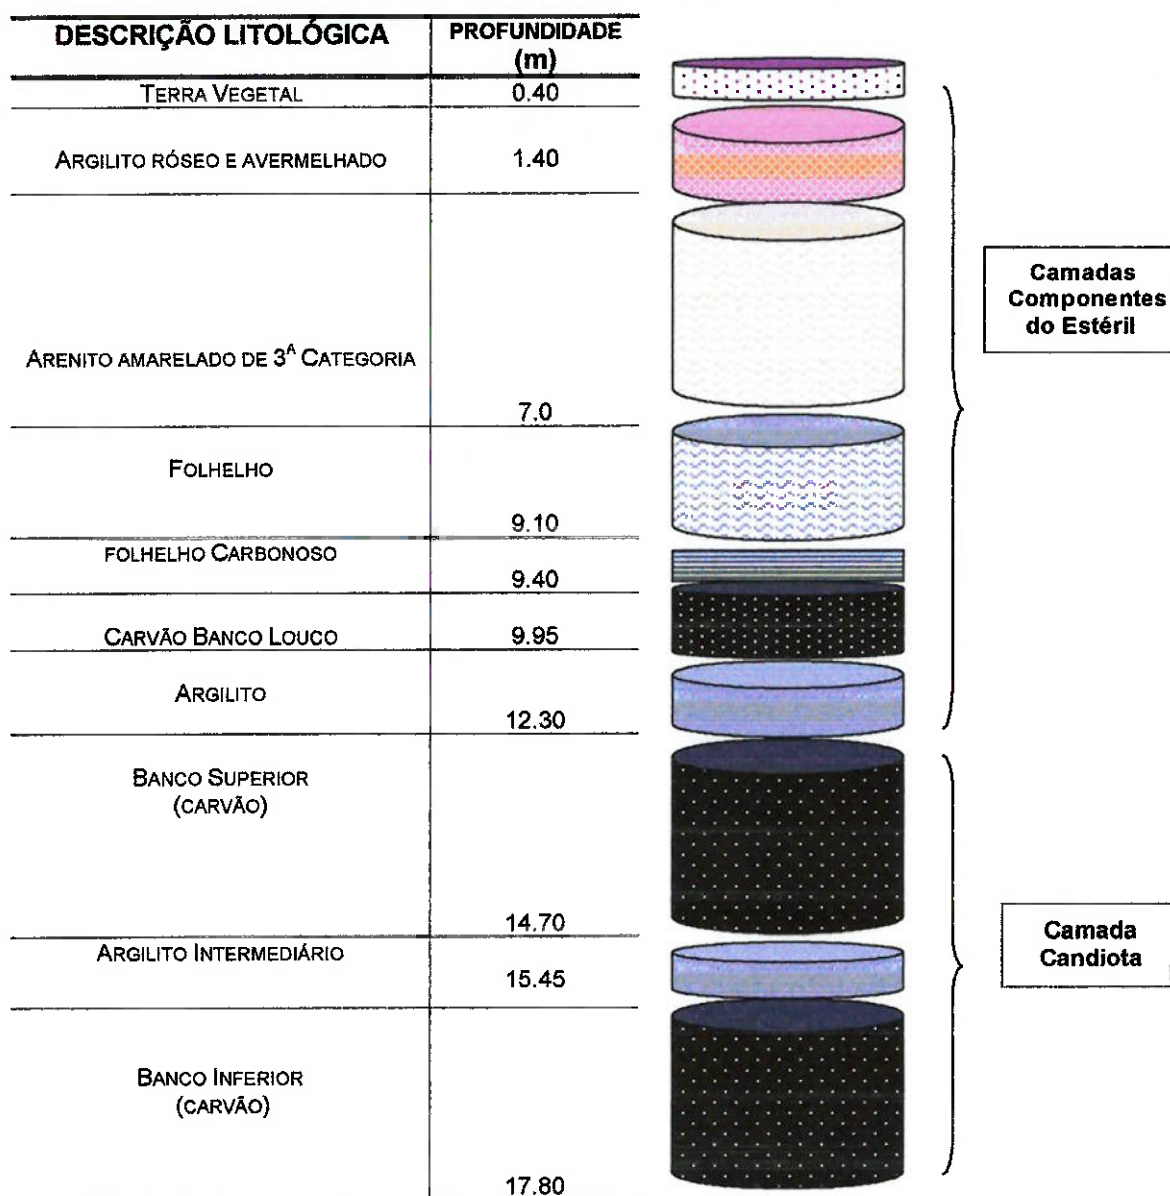 DESCRIÇÃO LITOLÓGICA
PROFUNDIDADE
(m)
TERRA VEGETAL
0.40
ARGILITO RÓSEO E AVERMELHADO
1.40
ARENITO AMARELADO DE 3ᴬ CATEGORIA
7.0
FOLHELHO
9.10
FOLHELHO CARBONOSO
9.40
CARVÃO BANCO LOUCO
9.95
ARGILITO
12.30
BANCO SUPERIOR
(CARVÃO)
14.70
ARGILITO INTERMEDIÁRIO
15.45
BANCO INFERIOR
(CARVÃO)
17.80
Camadas
Componentes
do Estéril
Camada
Candiota